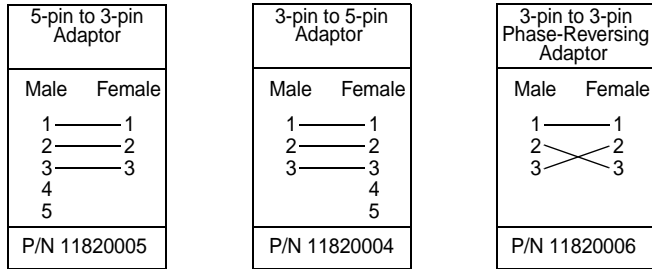 5-pin to 3-pin
Adaptor
Male Female
1 1
2 2
3 3
4
5
P/N 11820005
3-pin to 5-pin
Adaptor
Male Female
1 1
2 2
3 3
4
5
P/N 11820004
3-pin to 3-pin
Phase-Reversing
Adaptor
Male Female
1 1
2 2
3 3
P/N 11820006